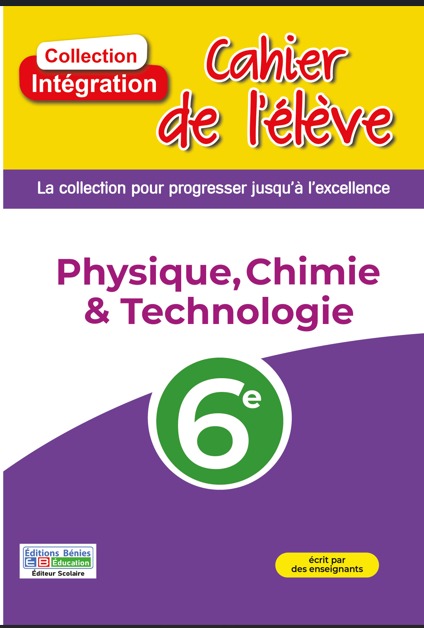 Collection
Intégration
Cahier
de l'élève
La collection pour progresser jusqu'à l'excellence
Physique, Chimie
& Technologie
6e
Éditions Bénies
EB Éducation
Éditeur Scolaire
écrit par
des enseignants